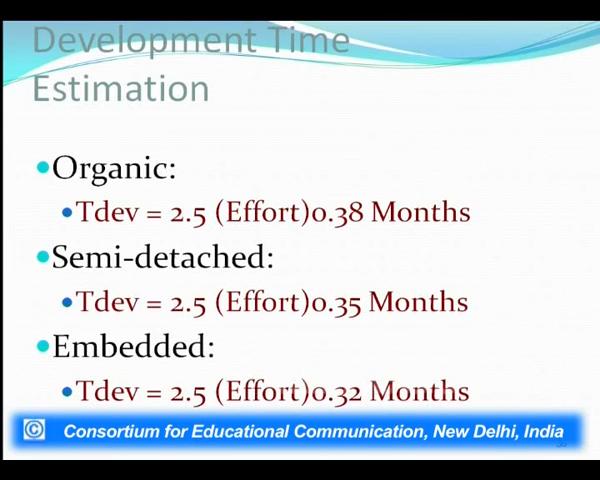 Development Time
Estimation
•Organic:
•Tdev = 2.5 (Effort)0.38 Months
•Semi-detached:
•Tdev = 2.5 (Effort)0.35 Months
•Embedded:
•Tdev = 2.5 (Effort)0.32 Months
© Consortium for Educational Communication, New Delhi, India